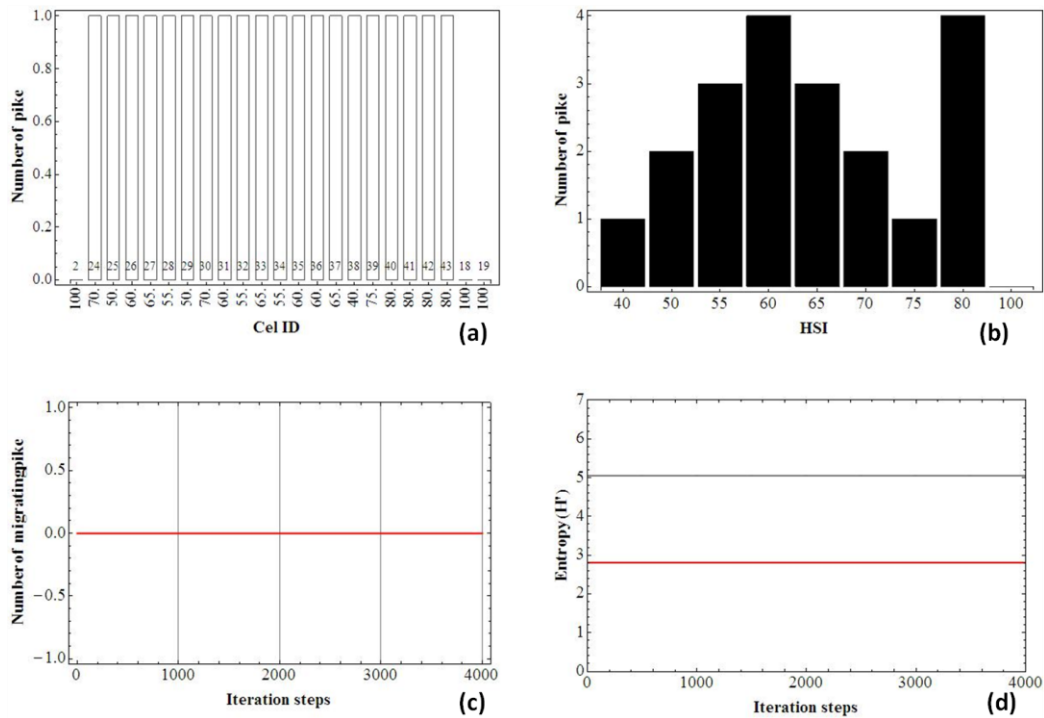 1.0
0.8
0.6
0.4
0.2
0.0
Number of pike
2 24 25 26 27 28 29 30 31 32 33 34 35 36 37 38 39 40 41 42 43 18 19
100 70. 50. 60. 65. 55. 50. 70. 60. 55. 65. 55. 60. 60. 65. 40. 75. 80. 80. 80. 80. 100 100
Cel ID
(a)
4
3
2
1
0
Number of pike
40 50 55 60 65 70 75 80 100
HSI
(b)
1.0
0.5
0.0
−0.5
−1.0
Number of migratingpike
0 1000 2000 3000 4000
Iteration steps
(c)
7
6
5
4
3
2
1
0
Entropy (H')
0 1000 2000 3000 4000
Iteration steps
(d)